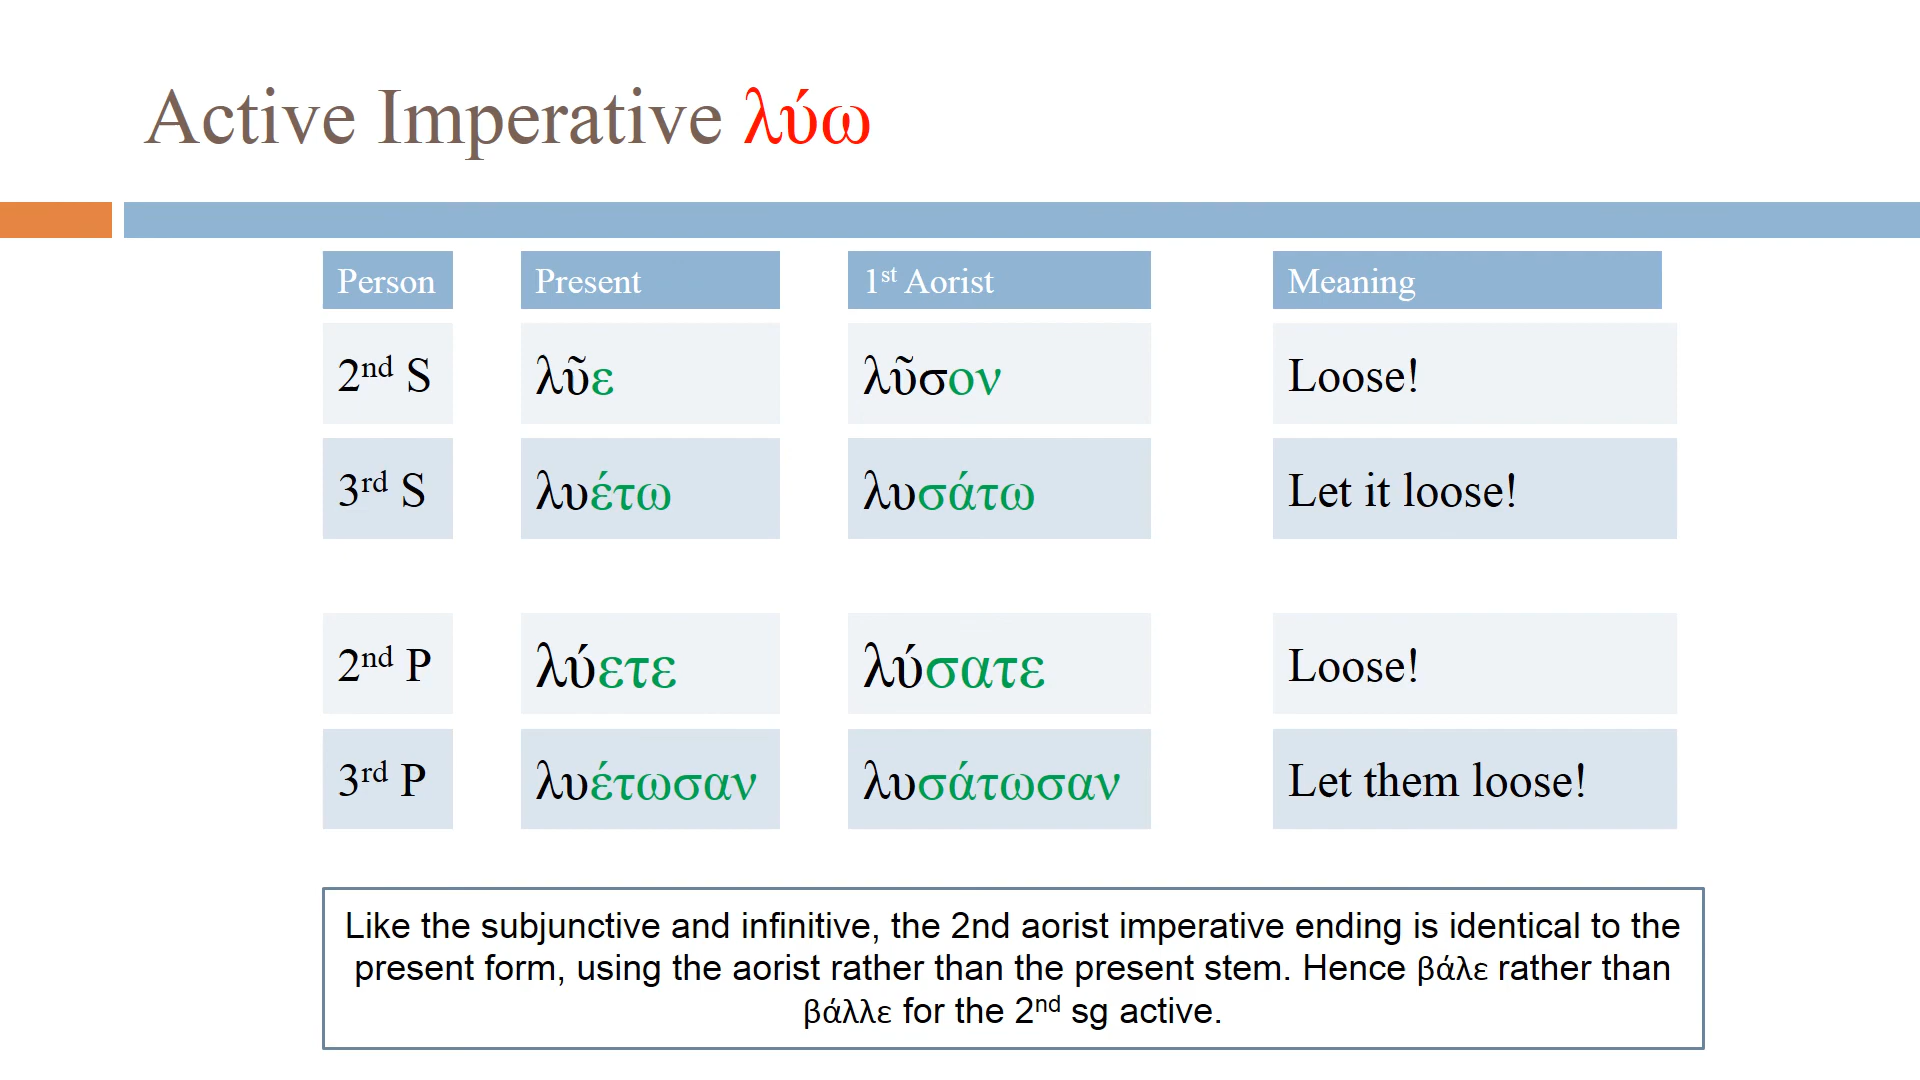 Active Imperative λύω
Person Present 1st Aorist Meaning
2nd S λῦε λῦσον Loose!
3rd S λυέτω λυσάτω Let it loose!
2nd P λύετε λύσατε Loose!
3rd P λυέτωσαν λυσάτωσαν Let them loose!
Like the subjunctive and infinitive, the 2nd aorist imperative ending is identical to the
present form, using the aorist rather than the present stem. Hence βάλε rather than
βάλλε for the 2nd sg active.